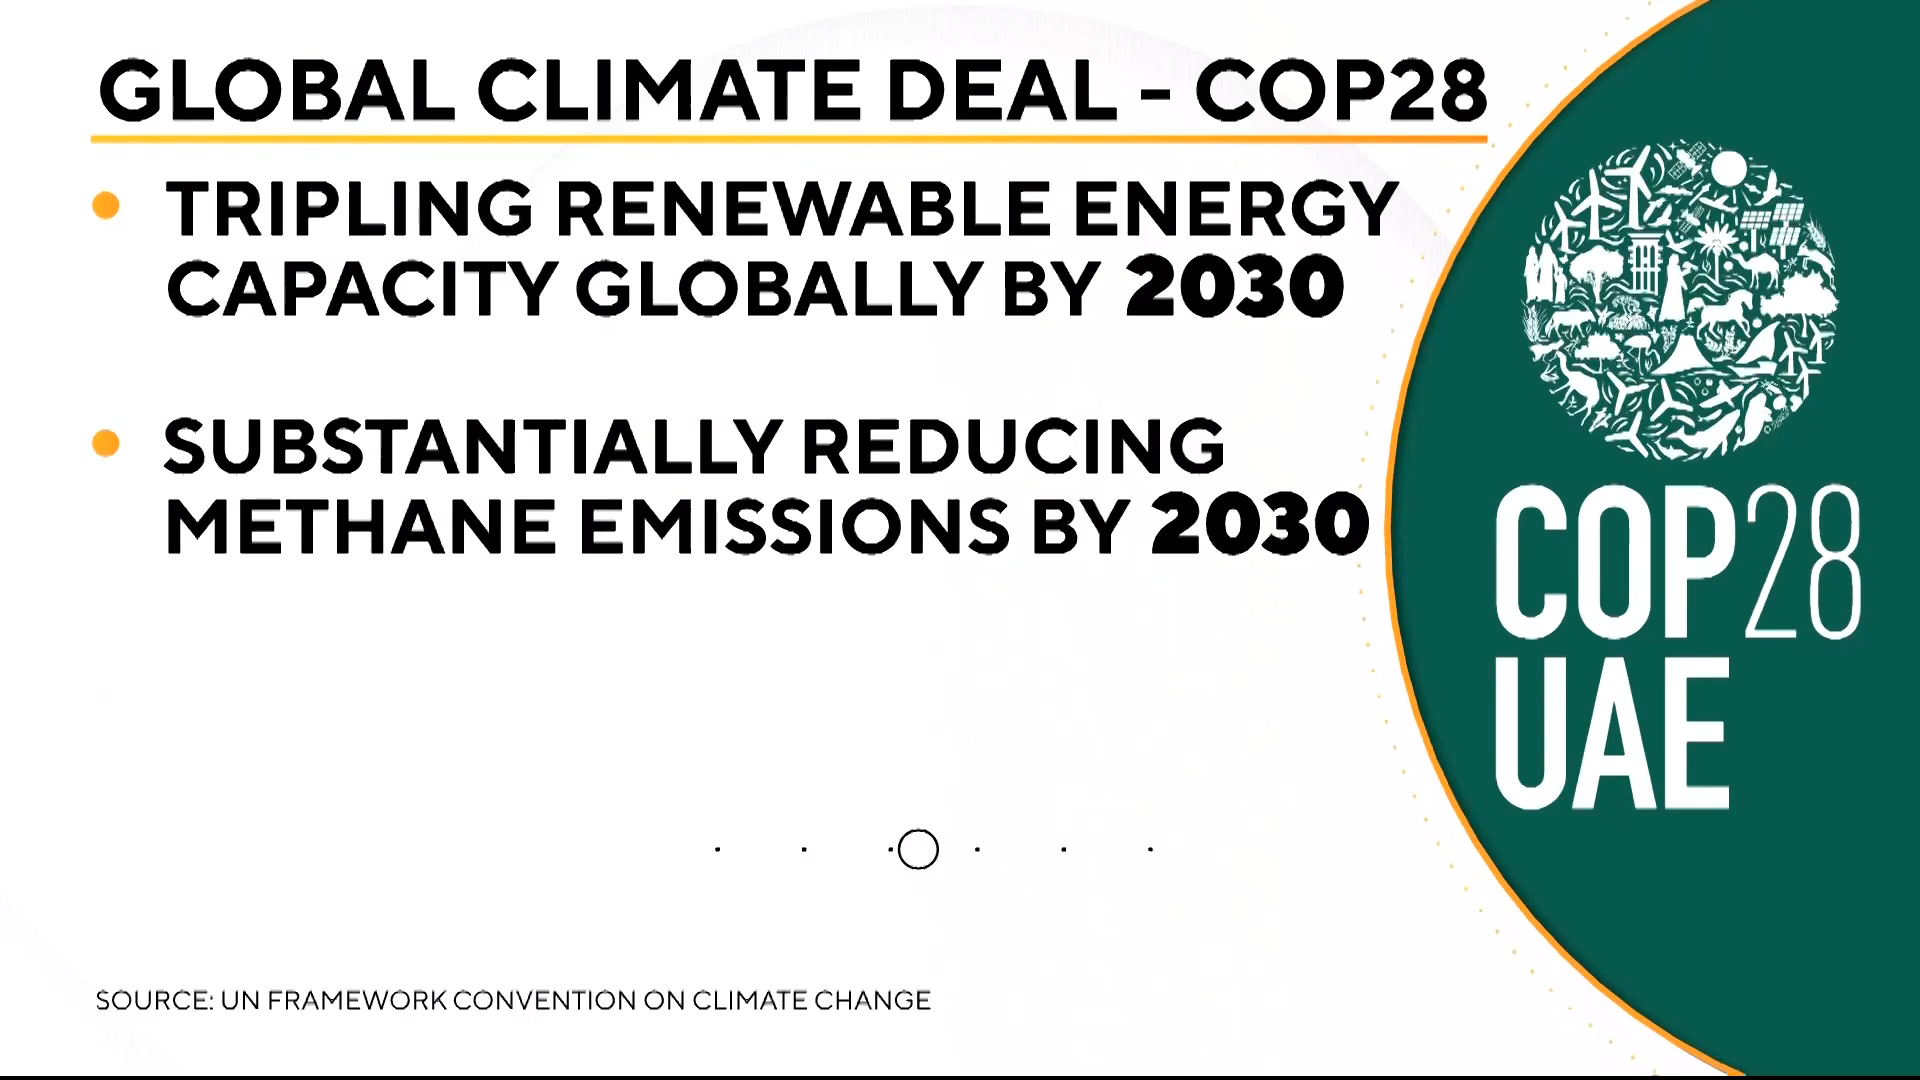 GLOBAL CLIMATE DEAL - COP28
• TRIPLING RENEWABLE ENERGY
CAPACITY GLOBALLY BY 2030
• SUBSTANTIALLY REDUCING
METHANE EMISSIONS BY 2030
SOURCE: UN FRAMEWORK CONVENTION ON CLIMATE CHANGE
COP28
UAE